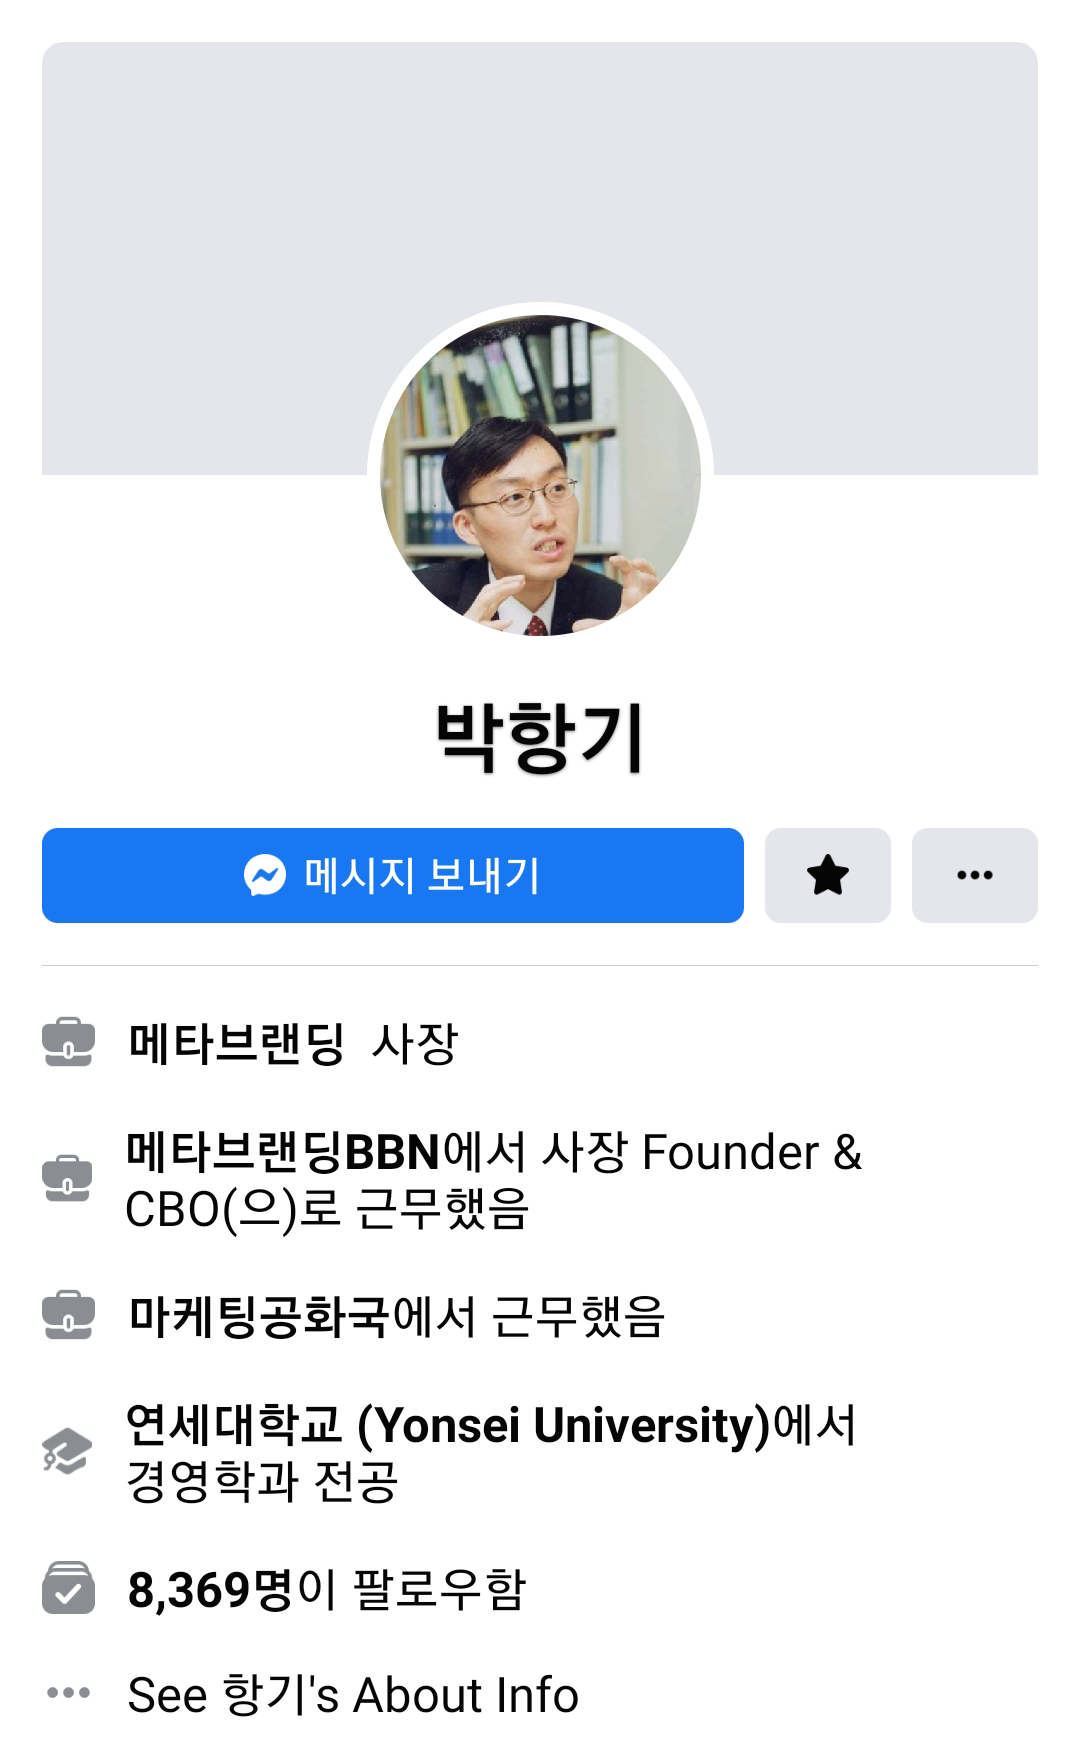 박항기
메시지 보내기
메타브랜딩 사장
메타브랜딩BBN에서 사장 Founder &
CBO(으)로 근무했음
마케팅공화국에서 근무했음
연세대학교 (Yonsei University)에서
경영학과 전공
8,369명이 팔로우함
See 항기's About Info